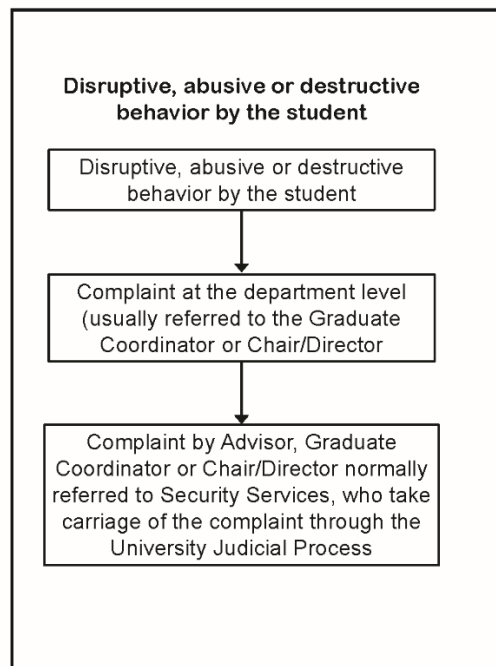 Disruptive, abusive or destructive
behavior by the student
Disruptive, abusive or destructive
behavior by the student
Complaint at the department level
(usually referred to the Graduate
Coordinator or Chair/Director
Complaint by Advisor, Graduate
Coordinator or Chair/Director normally
referred to Security Services, who take
carriage of the complaint through the
University Judicial Process